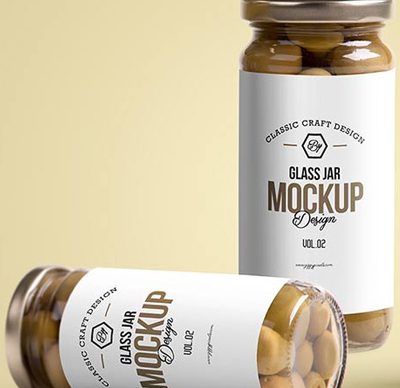 CLASSIC CRAFT DESIGN
By
GLASS JAR
MOCKUP
Design
VOL.02
CLASSIC CRAFT DESIGN
By
GLASS JAR
MOCKUP
Design
VOL.02